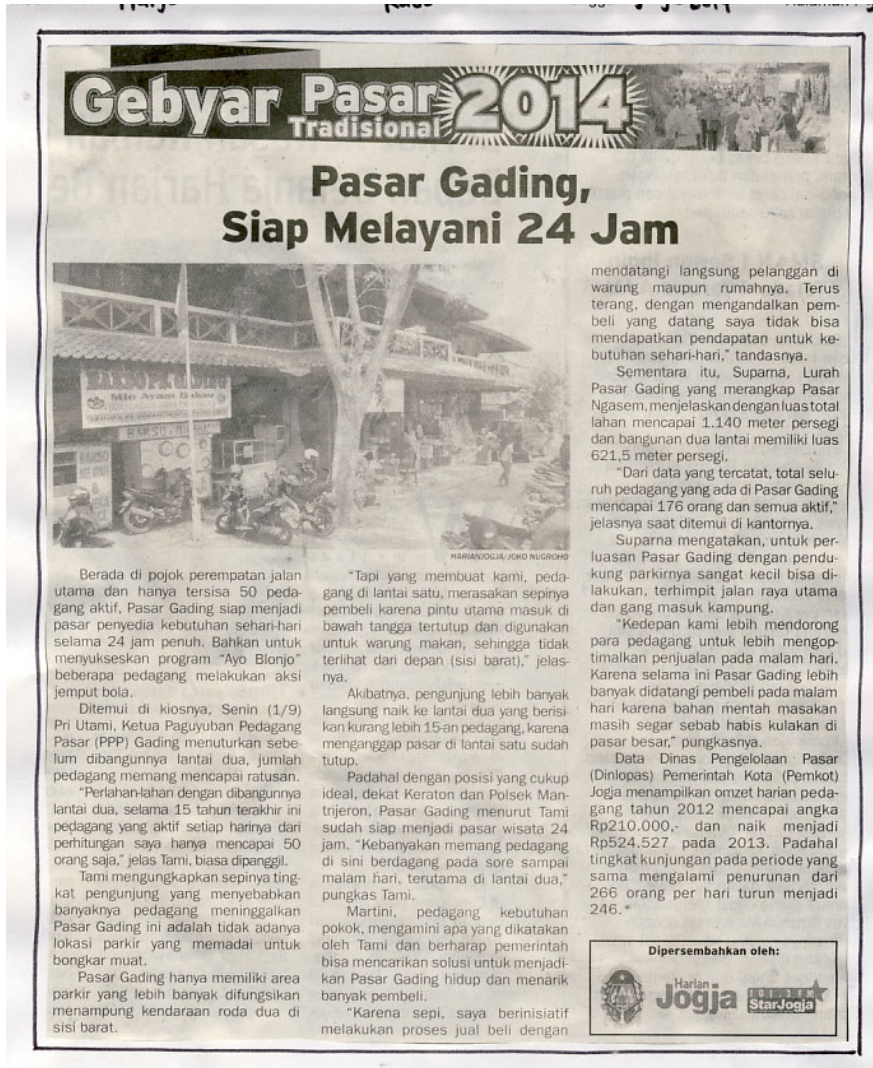 Gebyar Pasar 2014
Tradisional
Pasar Gading,
Siap Melayani 24 Jam
BAKSO PK GADING
Mie Ayam Bakso
BAKSO
HARIANJOGJA/JOKO NUGROHO
Berada di pojok perempatan jalan
utama dan hanya tersisa 50 peda-
gang aktif, Pasar Gading siap menjadi
pasar penyedia kebutuhan sehari-hari
selama 24 jam penuh. Bahkan untuk
menyukseskan program “Ayo Blonjo”
beberapa pedagang melakukan aksi
jemput bola.
Ditemui di kiosnya, Senin (1/9)
Pri Utami, Ketua Paguyuban Pedagang
Pasar (PPP) Gading menuturkan sebe-
lum dibangunnya lantai dua, jumlah
pedagang memang mencapai ratusan.
“Perlahan-lahan dengan dibangunnya
lantai dua, selama 15 tahun terakhir ini
pedagang yang aktif setiap harinya dari
perhitungan saya hanya mencapai 50
orang saja,” jelas Tami, biasa dipanggil.
Tami mengungkapkan sepinya ting-
kat pengunjung yang menyebabkan
banyaknya pedagang meninggalkan
Pasar Gading ini adalah tidak adanya
lokasi parkir yang memadai untuk
bongkar muat.
Pasar Gading hanya memiliki area
parkir yang lebih banyak difungsikan
menampung kendaraan roda dua di
sisi barat.
“Tapi yang membuat kami, peda-
gang di lantai satu, merasakan sepinya
pembeli karena pintu utama masuk di
bawah tangga tertutup dan digunakan
untuk warung makan, sehingga tidak
terlihat dari depan (sisi barat),” jelas-
nya.
Akibatnya, pengunjung lebih banyak
langsung naik ke lantai dua yang berisi-
kan kurang lebih 15-an pedagang, karena
menganggap pasar di lantai satu sudah
tutup.
Padahal dengan posisi yang cukup
ideal, dekat Keraton dan Polsek Man-
trijeron, Pasar Gading menurut Tami
sudah siap menjadi pasar wisata 24
jam. “Kebanyakan memang pedagang
di sini berdagang pada sore sampai
malam hari, terutama di lantai dua,”
pungkas Tami.
Martini, pedagang kebutuhan
pokok, mengamini apa yang dikatakan
oleh Tami dan berharap pemerintah
bisa mencarikan solusi untuk menjadi-
kan Pasar Gading hidup dan menarik
banyak pembeli.
“Karena sepi, saya berinisiatif
melakukan proses jual beli dengan
mendatangi langsung pelanggan di
warung maupun rumahnya. Terus
terang, dengan mengandalkan pem-
beli yang datang saya tidak bisa
mendapatkan pendapatan untuk ke-
butuhan sehari-hari,” tandasnya.
Sementara itu, Suparna, Lurah
Pasar Gading yang merangkap Pasar
Ngasem, menjelaskan dengan luas total
lahan mencapai 1.140 meter persegi
dan bangunan dua lantai memiliki luas
621,5 meter persegi.
“Dari data yang tercatat, total selu-
ruh pedagang yang ada di Pasar Gading
mencapai 176 orang dan semua aktif,”
jelasnya saat ditemui di kantornya.
Suparna mengatakan, untuk per-
luasan Pasar Gading dengan pendu-
kung parkirnya sangat kecil bisa di-
lakukan, terhimpit jalan raya utama
dan gang masuk kampung.
“Kedepan kami lebih mendorong
para pedagang untuk lebih mengop-
timalkan penjualan pada malam hari.
Karena selama ini Pasar Gading lebih
banyak didatangi pembeli pada malam
hari karena bahan mentah masakan
masih segar sebab habis kulakan di
pasar besar,” pungkasnya.
Data Dinas Pengelolaan Pasar
(Dinlopas) Pemerintah Kota (Pemkot)
Jogja menampilkan omzet harian peda-
gang tahun 2012 mencapai angka
Rp210.000,- dan naik menjadi
Rp524.527 pada 2013. Padahal
tingkat kunjungan pada periode yang
sama mengalami penurunan dari
266 orang per hari turun menjadi
246.*
Dipersembahkan oleh:
Harian
Jogja
101.3FM
StarJogja